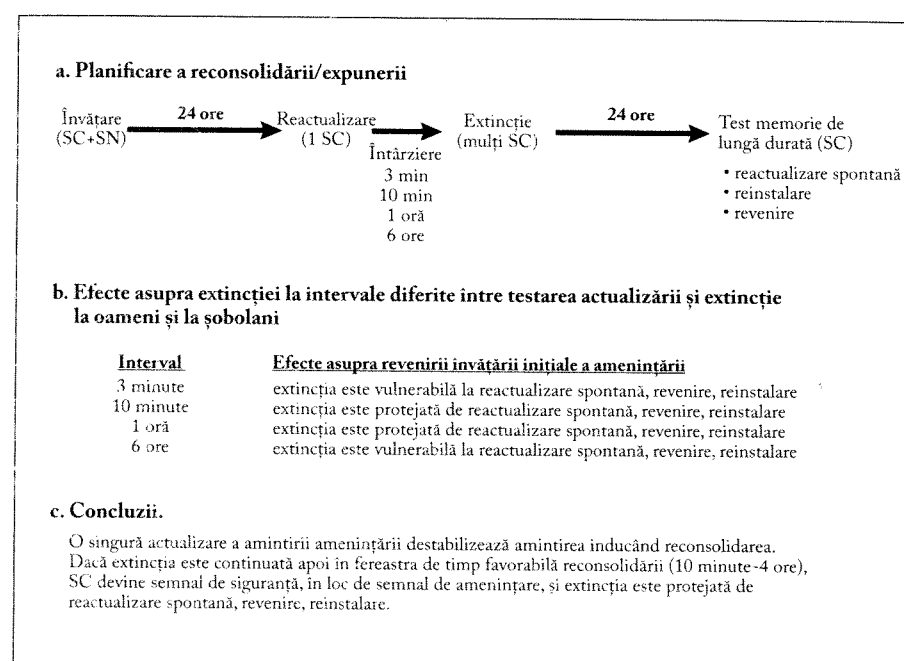 a. Planificare a reconsolidării/expunerii
Învățare
(SC+SN)
24 ore
Reactualizare
(1 SC)
Întârziere
3 min
10 min
1 oră
6 ore
Extincție
(mulți SC)
24 ore
Test memorie de
lungă durată (SC)
• reactualizare spontană
• reinstalare
• revenire
b. Efecte asupra extincției la intervale diferite între testarea actualizării și extincție
la oameni și la șobolani
Interval Efecte asupra revenirii învățării inițiale a amenințării
3 minute extincția este vulnerabilă la reactualizare spontană, revenire, reinstalare
10 minute extincția este protejată de reactualizare spontană, revenire, reinstalare
1 oră extincția este protejată de reactualizare spontană, revenire, reinstalare
6 ore extincția este vulnerabilă la reactualizare spontană, revenire, reinstalare
c. Concluzii.
O singură actualizare a amintirii amenințării destabilizează amintirea inducând reconsolidarea.
Dacă extincția este continuată apoi în fereastra de timp favorabilă reconsolidării (10 minute-4 ore),
SC devine semnal de siguranță, în loc de semnal de amenințare, și extincția este protejată de
reactualizare spontană, revenire, reinstalare.